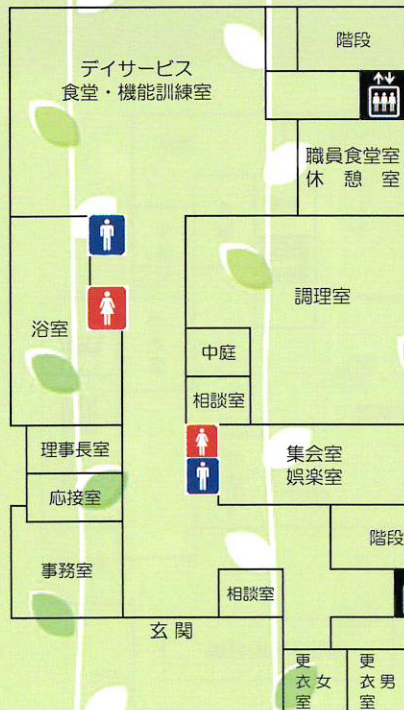 階段
デイサービス
食堂・機能訓練室
職員食堂室
休憩室
調理室
浴室
中庭
相談室
理事長室
集会室
娯楽室
応接室
階段
事務室
相談室
玄関
更衣女室
更衣男室